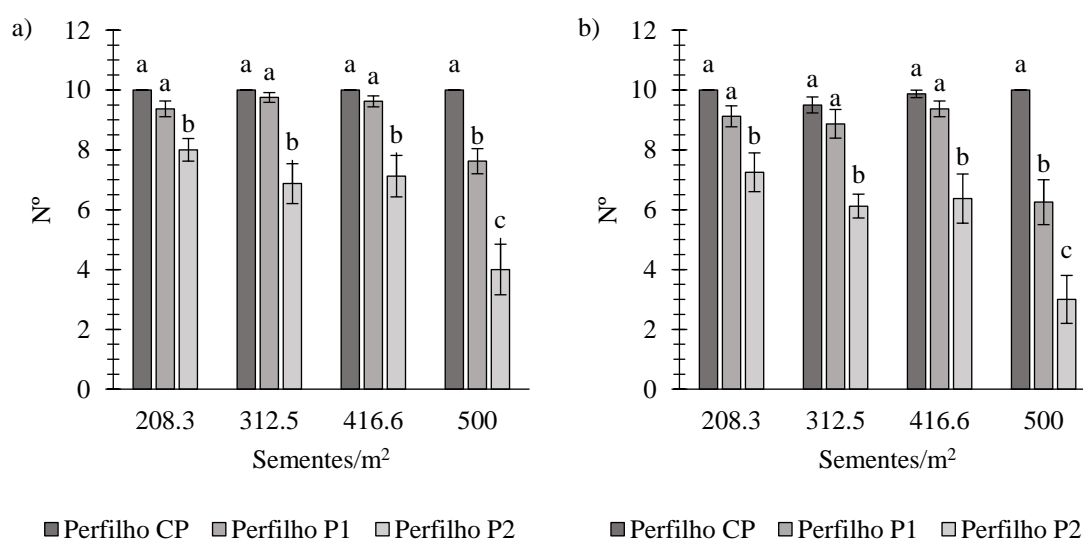 a)
12
10
8
6
4
2
0
Nº
a a b
a a b
a a b
a b c
208.3 312.5 416.6 500
Sementes/m²
Perfilho CP Perfilho P1 Perfilho P2
b)
12
10
8
6
4
2
0
Nº
a a b
a a b
a a b
a b c
208.3 312.5 416.6 500
Sementes/m²
Perfilho CP Perfilho P1 Perfilho P2